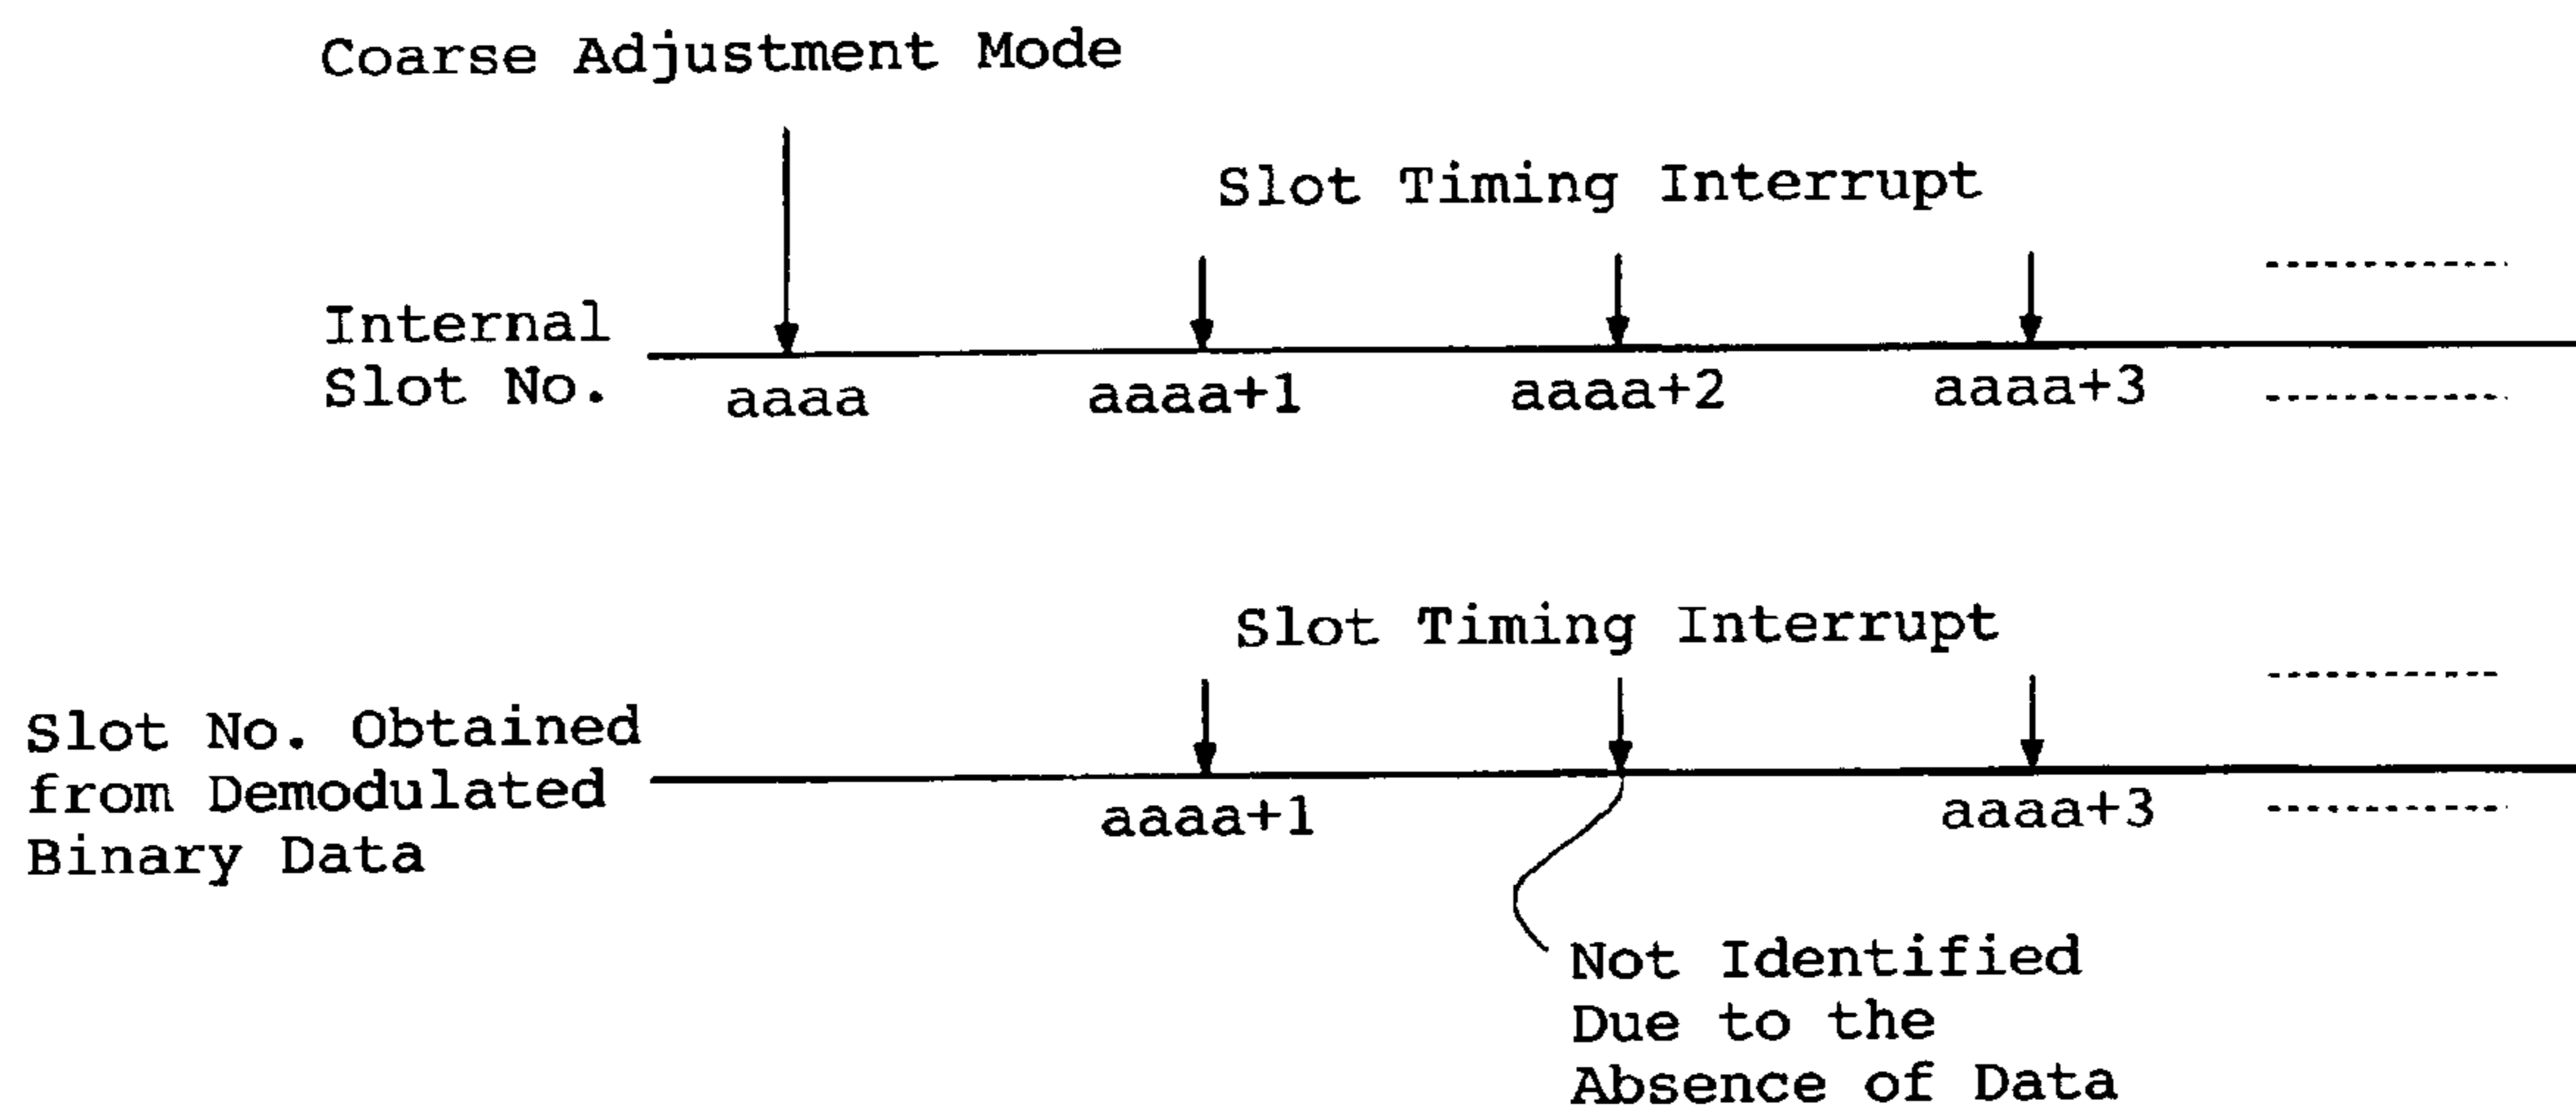 Coarse Adjustment Mode
Slot Timing Interrupt
Internal
Slot No.
aaaa
aaaa+1
aaaa+2
aaaa+3
Slot Timing Interrupt
Slot No. Obtained
from Demodulated
Binary Data
aaaa+1
aaaa+3
Not Identified
Due to the
Absence of Data